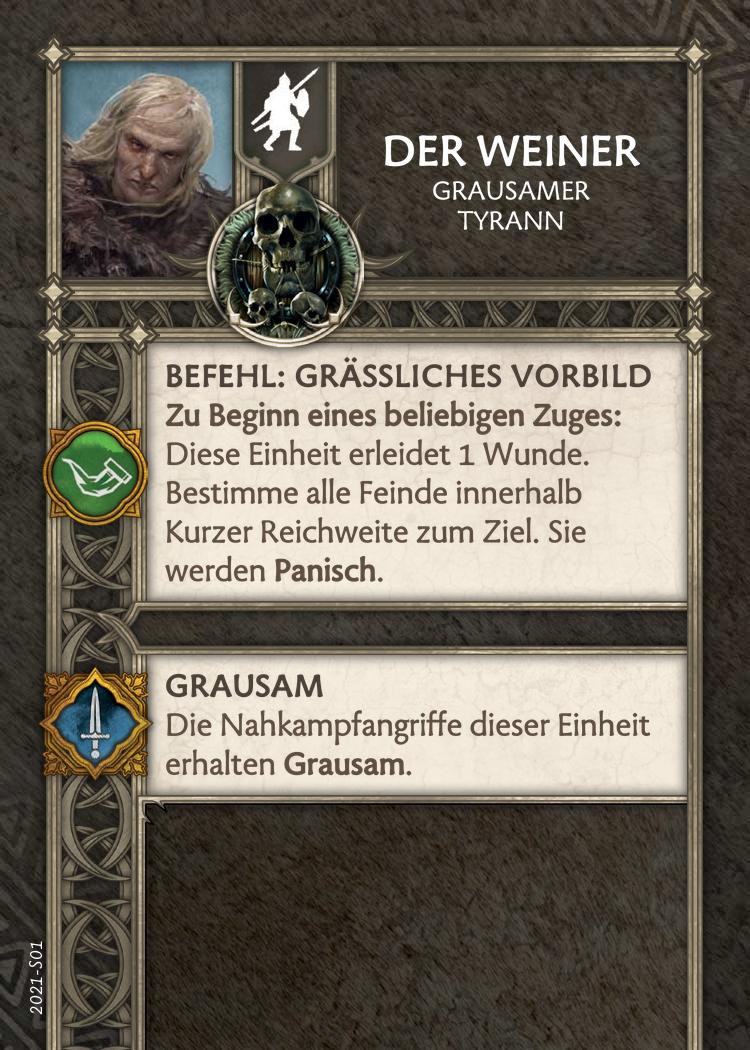 DER WEINER
GRAUSAMER
TYRANN
BEFEHL: GRÄSSLICHES VORBILD
Zu Beginn eines beliebigen Zuges:
Diese Einheit erleidet 1 Wunde.
Bestimme alle Feinde innerhalb
Kurzer Reichweite zum Ziel. Sie
werden Panisch.
GRAUSAM
Die Nahkampfangriffe dieser Einheit
erhalten Grausam.
2021-S01